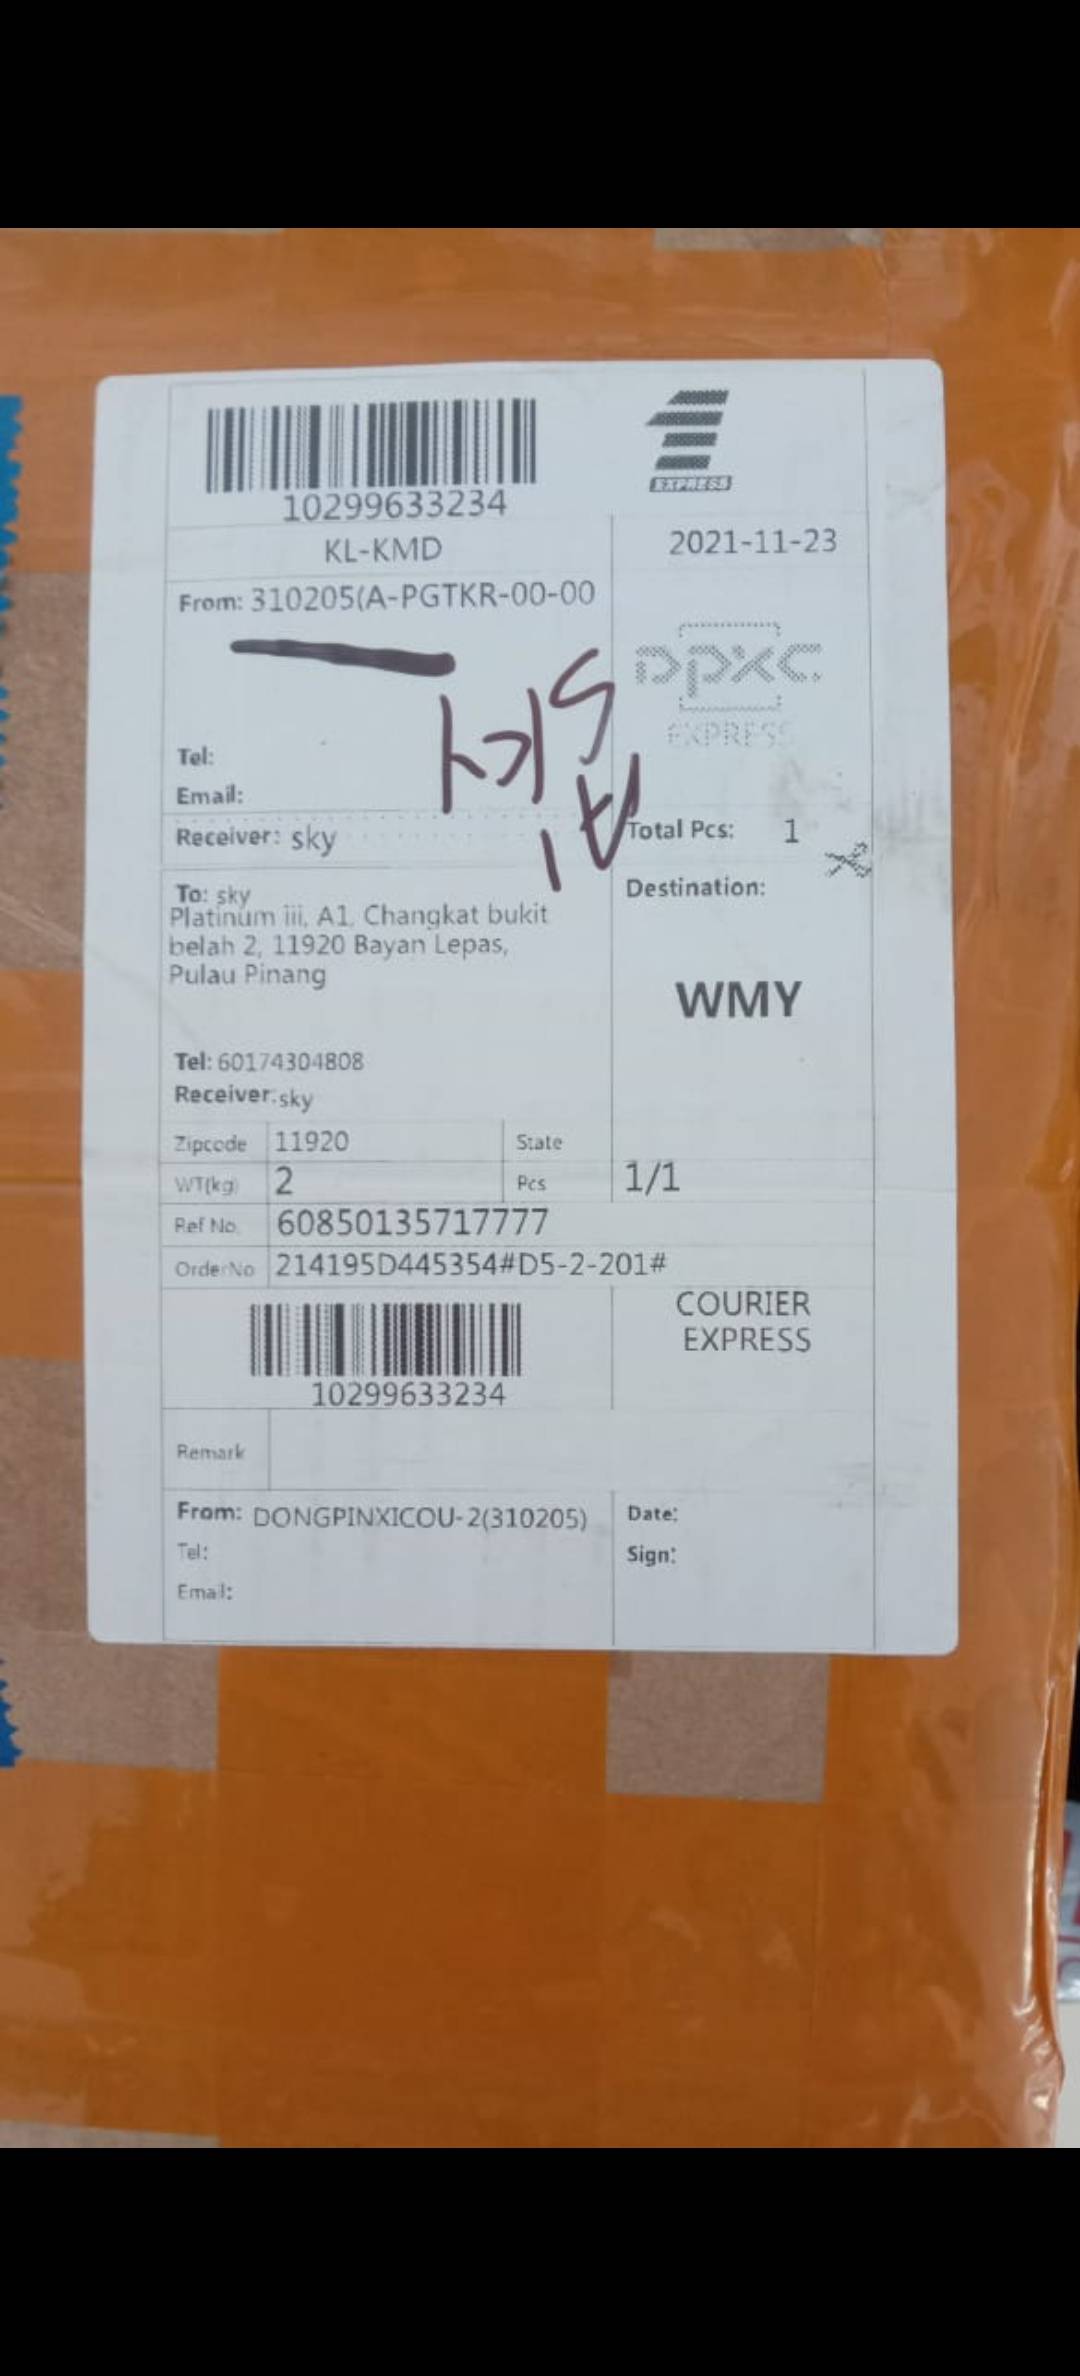 10299633234
EXPRESS
KL-KMD
2021-11-23
From: 310205(A-PGTKR-00-00
DPXC
EXPRESS
SKY
A1
Tel:
Email:
Receiver: sky
Total Pcs: 1
To: sky
Platinum iii, A1, Changkat bukit
belah 2, 11920 Bayan Lepas,
Pulau Pinang
Destination:
WMY
Tel: 60174304808
Receiver:sky
Zipcode 11920 State
WT(kg) 2 Pcs 1/1
Ref No. 60850135717777
OrderNo 214195D445354#D5-2-201#
10299633234
COURIER
EXPRESS
Remark
From: DONGPINXICOU-2(310205)
Tel:
Email:
Date:
Sign: